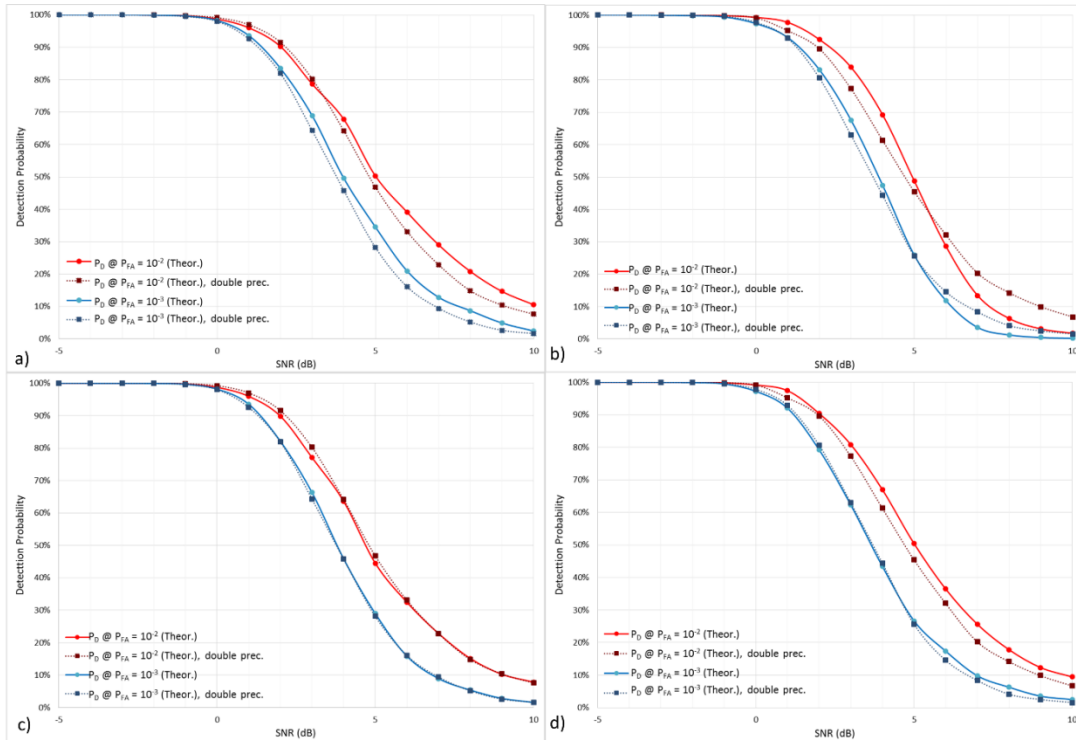 100%
90%
80%
70%
60%
50%
40%
30%
20%
10%
0%
Detecttion Probability
P_D @ P_FA = 10^-2 (Theor.)
P_D @ P_FA = 10^-2 (Theor.), double prec.
P_D @ P_FA = 10^-3 (Theor.)
P_D @ P_FA = 10^-3 (Theor.), double prec.
-5 0 5 10
SNR (dB)
a)
100%
90%
80%
70%
60%
50%
40%
30%
20%
10%
0%
Detecttion Probability
P_D @ P_FA = 10^-2 (Theor.)
P_D @ P_FA = 10^-2 (Theor.), double prec.
P_D @ P_FA = 10^-3 (Theor.)
P_D @ P_FA = 10^-3 (Theor.), double prec.
-5 0 5 10
SNR (dB)
b)
100%
90%
80%
70%
60%
50%
40%
30%
20%
10%
0%
Detecttion Probability
P_D @ P_FA = 10^-2 (Theor.)
P_D @ P_FA = 10^-2 (Theor.), double prec.
P_D @ P_FA = 10^-3 (Theor.)
P_D @ P_FA = 10^-3 (Theor.), double prec.
-5 0 5 10
SNR (dB)
c)
100%
90%
80%
70%
60%
50%
40%
30%
20%
10%
0%
Detecttion Probability
P_D @ P_FA = 10^-2 (Theor.)
P_D @ P_FA = 10^-2 (Theor.), double prec.
P_D @ P_FA = 10^-3 (Theor.)
P_D @ P_FA = 10^-3 (Theor.), double prec.
-5 0 5 10
SNR (dB)
d)